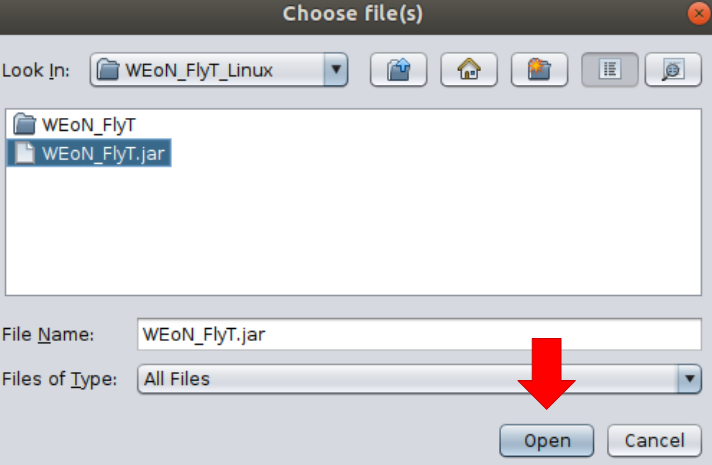 Choose file(s)
Look In: WEoN_FlyT_Linux
WEoN_FlyT
WEoN_FlyT.jar
File Name: WEoN_FlyT.jar
Files of Type: All Files
Open Cancel